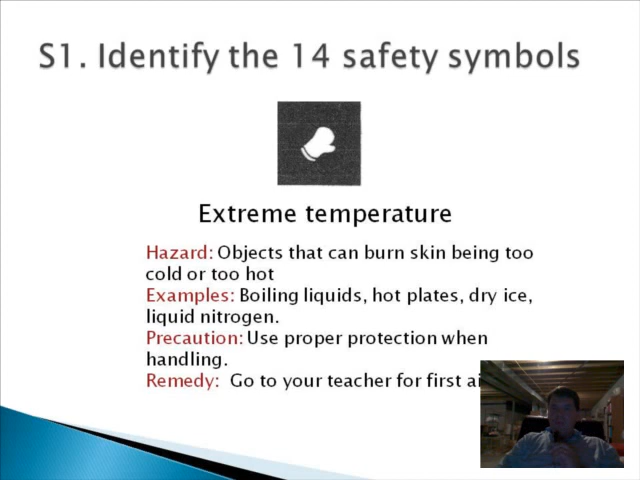 S1. Identify the 14 safety symbols
Extreme temperature
Hazard: Objects that can burn skin being too
cold or too hot
Examples: Boiling liquids, hot plates, dry ice,
liquid nitrogen.
Precaution: Use proper protection when
handling.
Remedy: Go to your teacher for first